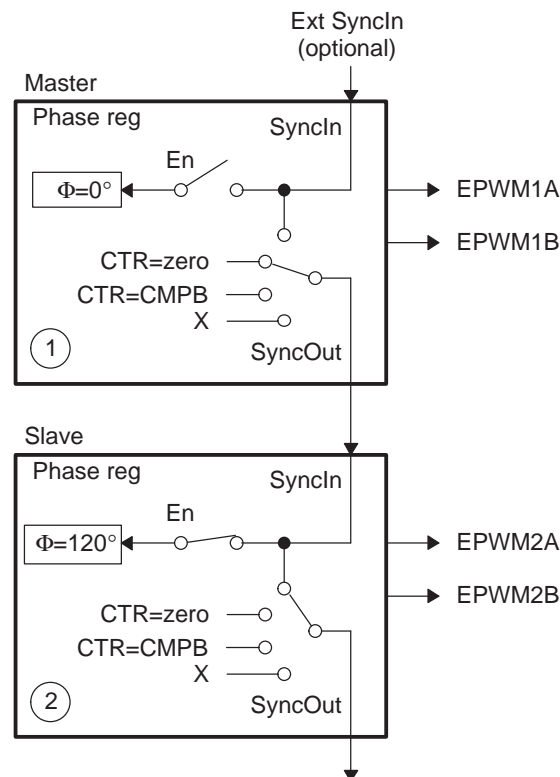 Ext SyncIn
(optional)
Master
Phase reg
SyncIn
En
Φ=0°
EPWM1A
EPWM1B
CTR=zero
CTR=CMPB
X
1
SyncOut
Slave
Phase reg
SyncIn
En
Φ=120°
EPWM2A
EPWM2B
CTR=zero
CTR=CMPB
X
2
SyncOut